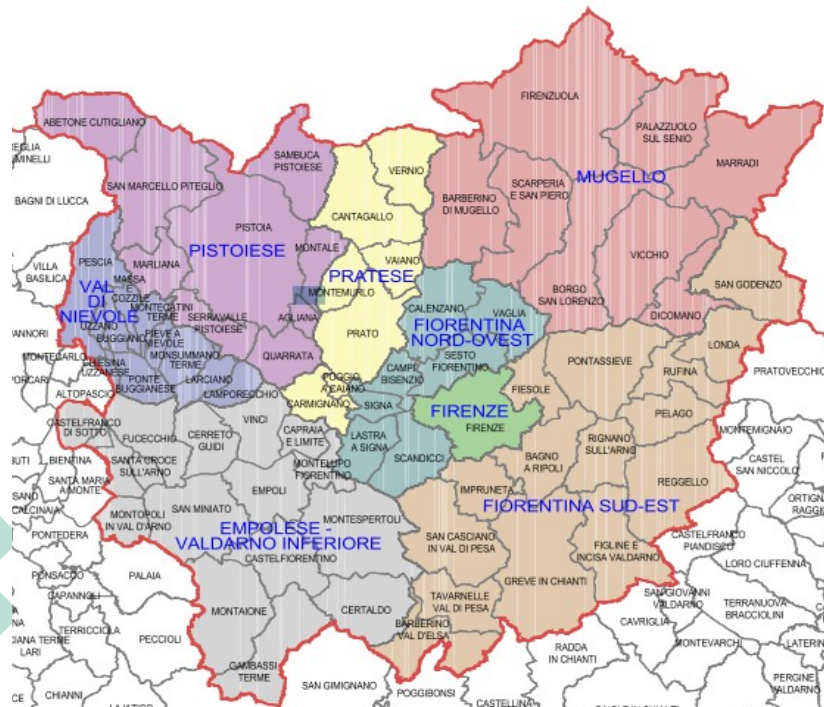 FIRENZUOLA
ABETONE CUTIGLIANO
PALAZZUOLO
SUL SENIO
SAMBUCA
PISTOIESE
VERNIO
MARRADI
SAN MARCELLO PITEGLIO
BARBERINO
DI MUGELLO
SCARPERIA
E SAN PIERO
MUGELLO
BAGNI DI LUCCA
CANTAGALLO
PISTOIA
PISTOIESE
MONTALE
VAIANO
VICCHIO
VILLA
BASILICA
PESCIA
MARLIANA
PRATESE
SAN GODENZO
VAL
DI
NIEVOLE
MASSA
E
COZZILE
MONTECATINI
TERME
MONTEMURLO
BORGO
SAN LORENZO
CALENZANO
VAGLIA
DICOMANO
SERRAVALLE
PISTOIESE
AGLIANA
UZZANO
BUGGIANO
PIEVE A
NIEVOLE
PRATO
FIORENTINA
NORD-OVEST
LONDA
MONTECARLO
MONSUMMANO
TERME
QUARRATA
SESTO
FIORENTINO
PONTASSIEVE
RUFINA
PRATOVECCHIO
CHIESINA
UZZANESE
PONTE
BUGGIANESE
LARCIANO
LAMPORECCHIO
POGGIO
A CAIANO
CAMPI
BISENZIO
FIESOLE
ALTOPASCIO
CARMIGNANO
SIGNA
FIRENZE
FIRENZE
PELAGO
CASTELFRANCO
DI SOTTO
VINCI
MONTEMIGNAIO
FUCECCHIO
CERRETO
GUIDI
CAPRAIA
E LIMITE
LASTRA
A SIGNA
SCANDICCI
BAGNO
A RIPOLI
RIGNANO
SULL'ARNO
CASTEL
SAN NICCOLO'
BIENTINA
SANTA CROCE
SULL'ARNO
MONTELUPO
FIORENTINO
SANTA MARIA
A MONTE
EMPOLI
IMPRUNETA
REGGELLO
MONTOPOLI
IN VAL D'ARNO
SAN MINIATO
MONTESPERTOLI
FIORENTINA SUD-EST
PONTEDERA
EMPOLESE -
VALDARNO INFERIORE
SAN CASCIANO
IN VAL DI PESA
CASTELFRANCO
PIANDISCO
CASTELFIORENTINO
FIGLINE E
INCISA VALDARNO
LORO CIUFFENNA
PONSACCO
PALAIA
GREVE IN CHIANTI
CAPANNOLI
MONTAIONE
CERTALDO
TAVARNELLE
VAL DI PESA
SAN GIOVANNI
VALDARNO
TERRANUOVA
BRACCIOLINI
TERRICCIOLA
PECCIOLI
BARBERINO
VAL D'ELSA
CAVRIGLIA
LARI
GAMBASSI
TERME
RADDA
IN CHIANTI
MONTEVARCHI
CHIANNI
SAN GIMIGNANO
POGGIBONSI
CASTELLINA
PERGINE
VALDARNO